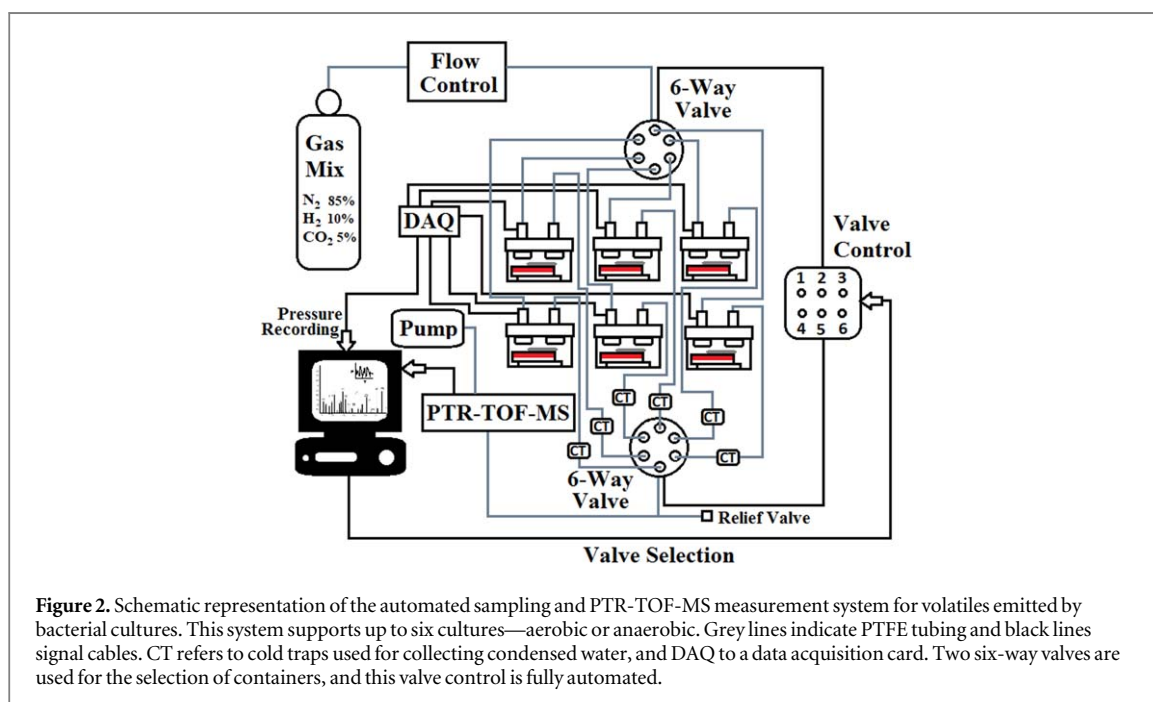 Flow
Control
6-Way
Valve
Gas
Mix
N₂ 85%
H₂ 10%
CO₂ 5%
DAQ
Valve
Control
1 2 3
4 5 6
Pressure
Recording
Pump
PTR-TOF-MS
CT
CT
CT
CT
CT
CT
6-Way
Valve
Relief Valve
Valve Selection
Figure 2. Schematic representation of the automated sampling and PTR-TOF-MS measurement system for volatiles emitted by
bacterial cultures. This system supports up to six cultures—aerobic or anaerobic. Grey lines indicate PTFE tubing and black lines
signal cables. CT refers to cold traps used for collecting condensed water, and DAQ to a data acquisition card. Two six-way valves are
used for the selection of containers, and this valve control is fully automated.